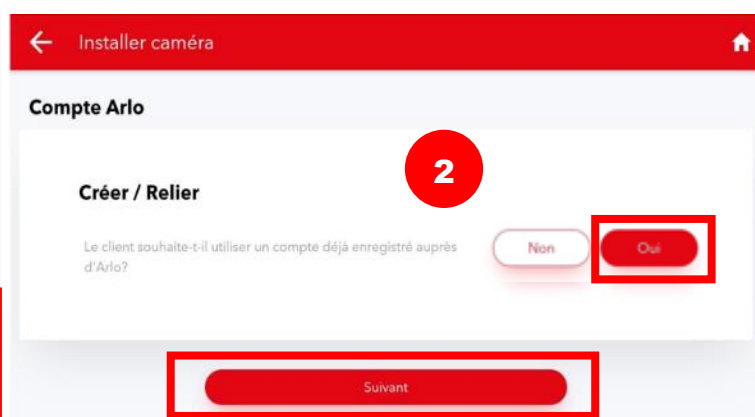 Installer caméra
Compte Arlo
2
Créer / Relier
Le client souhaite-t-il utiliser un compte déjà enregistré auprès
d'Arlo?
Non
Oui
Suivant